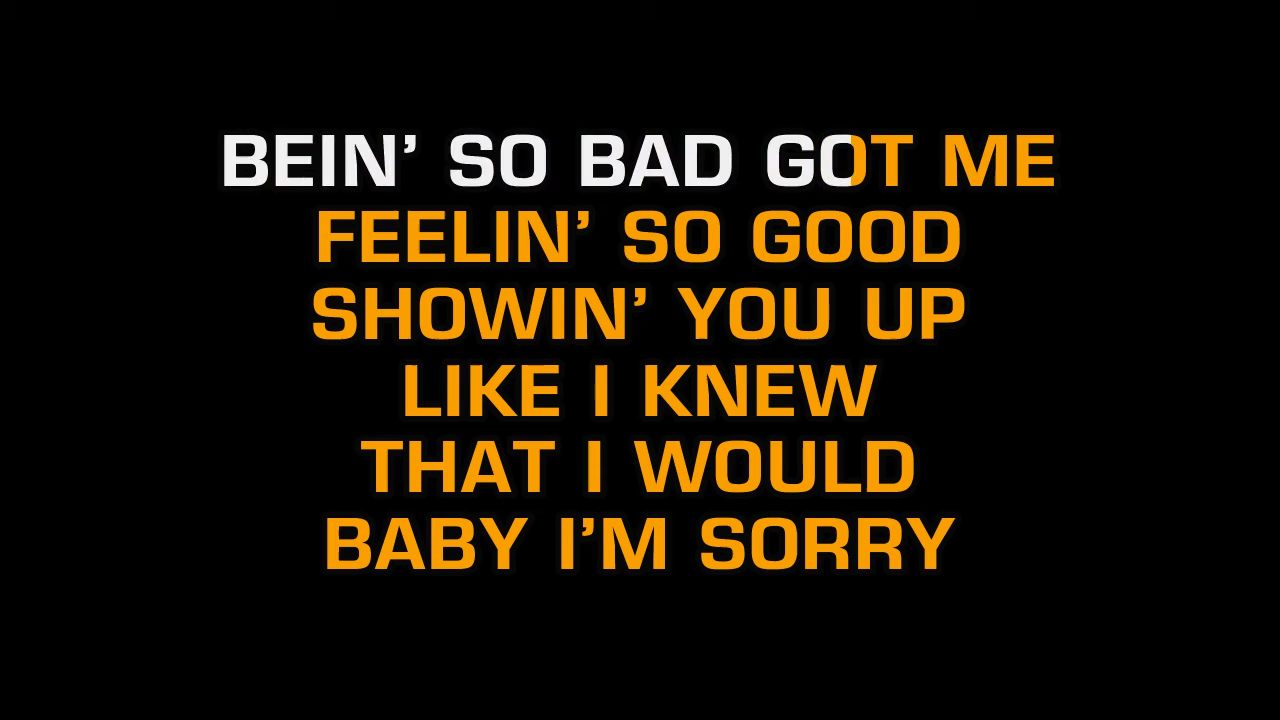 BEIN’ SO BAD GOT ME
FEELIN’ SO GOOD
SHOWIN’ YOU UP
LIKE I KNEW
THAT I WOULD
BABY I’M SORRY